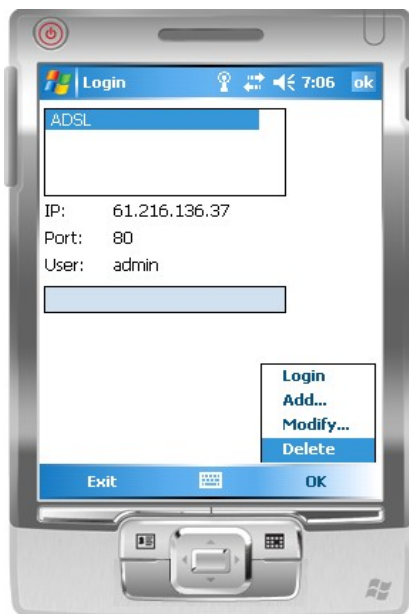 Login 7:06 ok
ADSL
IP: 61.216.136.37
Port: 80
User: admin
Login
Add...
Modify...
Delete
Exit OK